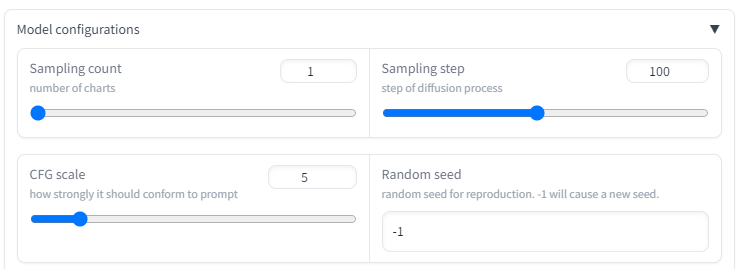 Model configurations ▼
Sampling count 1
number of charts
Sampling step 100
step of diffusion process
CFG scale 5
how strongly it should conform to prompt
Random seed
random seed for reproduction. -1 will cause a new seed.
-1